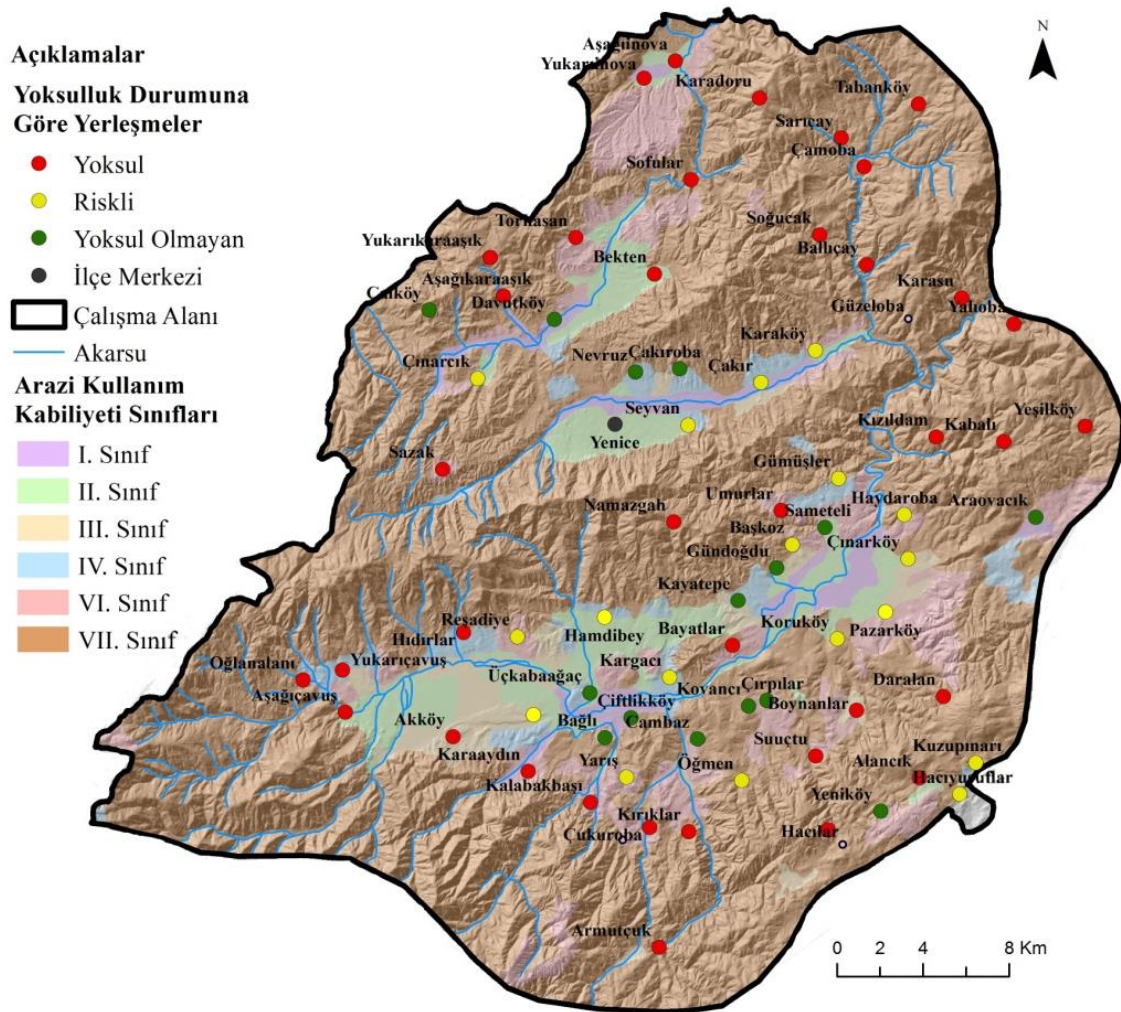 Açıklamalar
Yoksulluk Durumuna
Göre Yerleşmeler
Yoksul
Riskli
Yoksul Olmayan
İlçe Merkezi
Çalışma Alanı
Akarsu
Arazi Kullanım
Kabiliyeti Sınıfları
I. Sınıf
II. Sınıf
III. Sınıf
IV. Sınıf
VI. Sınıf
VII. Sınıf
N
Yukarıinova
Karadoru
Tabanköy
Sarıçay
Çamoba
Sofular
Torhasan
Soğucak
Yukarıkaraaşık
Ballıçay
Bekten
Aşağıkaraaşık
Karasu
Davutköy
Güzeloba
Yalıoba
Karaköy
Nevruz
Çakıroba
Çınarcık
Çakır
Seyvan
Yenice
Kızıldam
Kabalı
Yeşilköy
Sazak
Gümüşler
Namazgah
Umurlar
Haydaroba
Araovacık
Sameteli
Başkoz
Çınarköy
Gündoğdu
Kayatepe
Reşadiye
Hıdırlar
Hamdibey
Bayatlar
Koruköy
Pazarköy
Kargacı
Oğlanalanı
Yukarıçavuş
Üçkabaağaç
Aşağıçavuş
Kovancı
Çırpılar
Daralan
Çiftlikköy
Boynanlar
Akköy
Bağlı
Cambaz
Karaaydın
Yarış
Öğmen
Suuçtu
Kuzupınarı
Kalabakbaşı
Alancık
Hacıyusuflar
Yeniköy
Kırıklar
Çukuroba
Hacılar
Armutçuk
0 2 4 8 Km